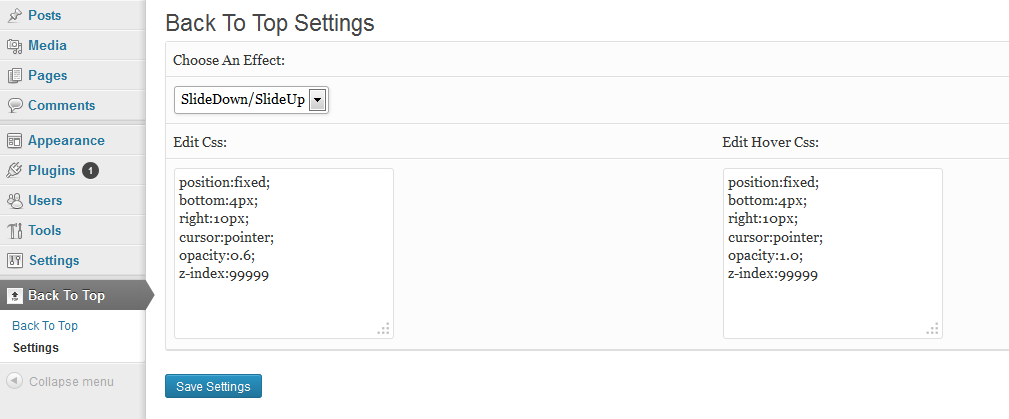 Posts
Media
Pages
Comments
Appearance
Plugins 1
Users
Tools
Settings
TOP Back To Top
Back To Top
Settings
Collapse menu
Back To Top Settings
Choose An Effect:
SlideDown/SlideUp
Edit Css:
position:fixed;
bottom:4px;
right:10px;
cursor:pointer;
opacity:0.6;
z-index:99999
Edit Hover Css:
position:fixed;
bottom:4px;
right:10px;
cursor:pointer;
opacity:1.0;
z-index:99999
Save Settings